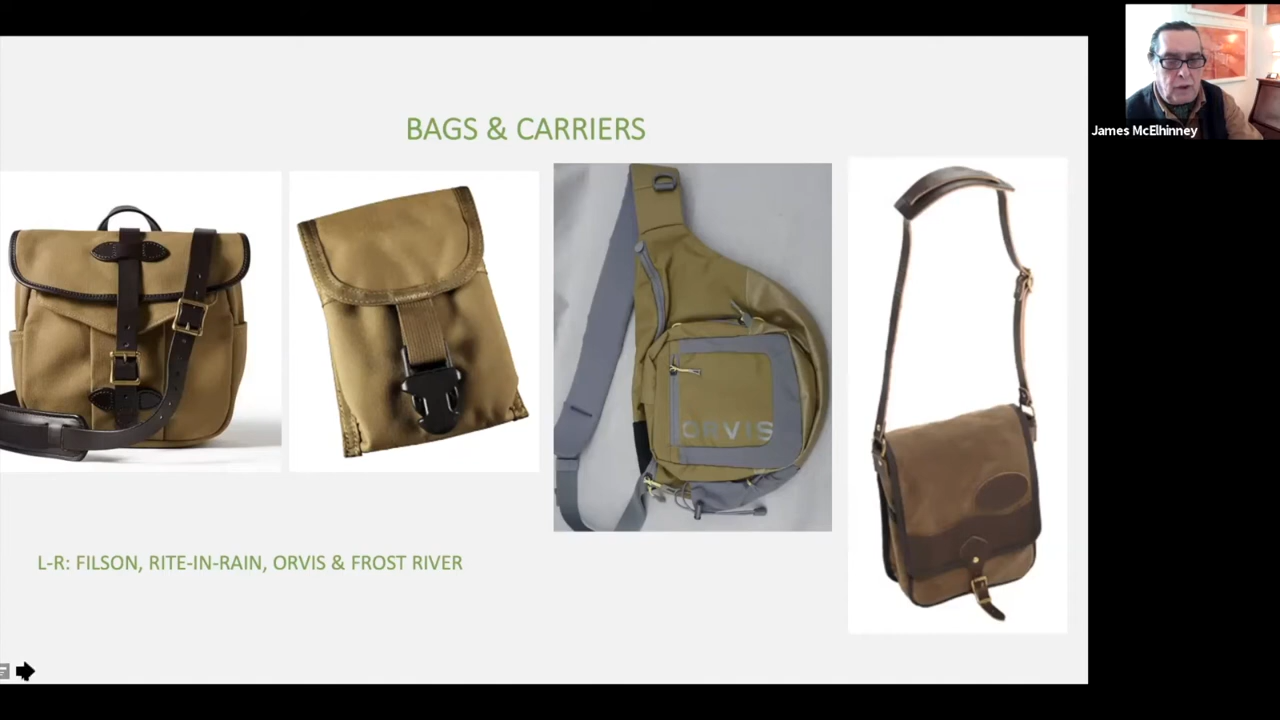 BAGS & CARRIERS
James McElhinney
ORVIS
L-R: FILSON, RITE-IN-RAIN, ORVIS & FROST RIVER